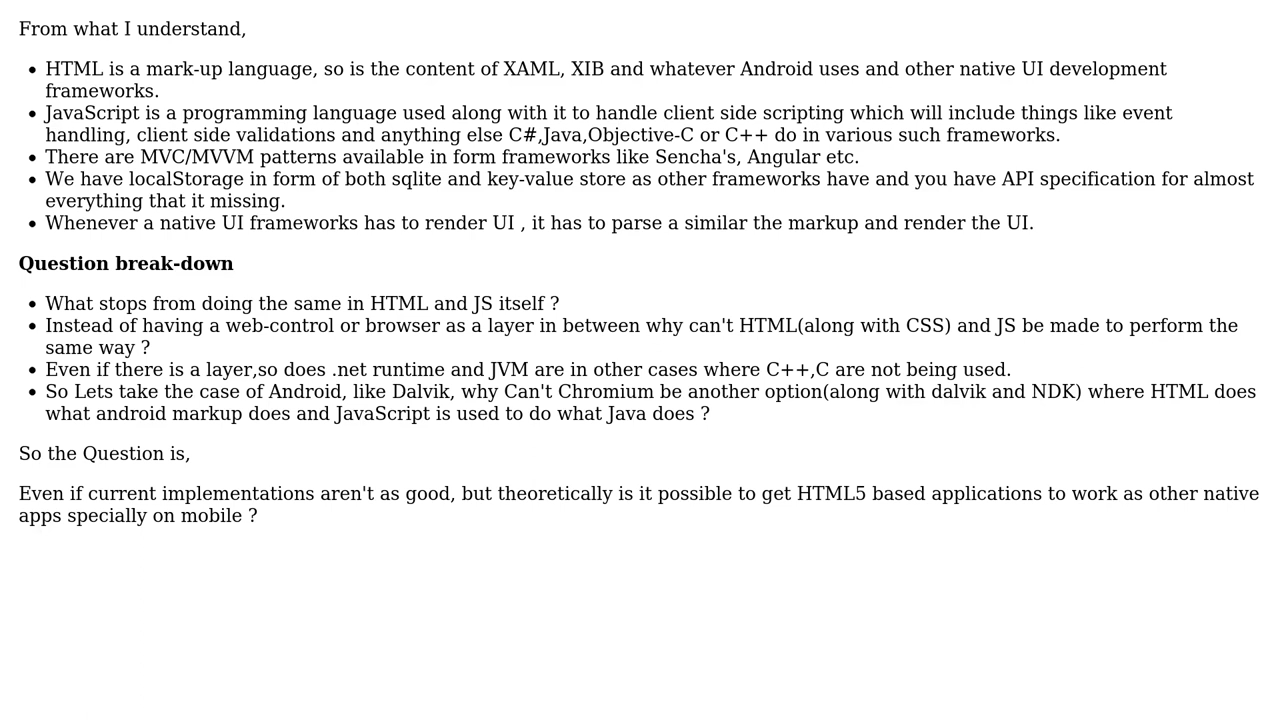 From what I understand,
• HTML is a mark-up language, so is the content of XAML, XIB and whatever Android uses and other native UI development
frameworks.
• JavaScript is a programming language used along with it to handle client side scripting which will include things like event
handling, client side validations and anything else C#,Java,Objective-C or C++ do in various such frameworks.
• There are MVC/MVVM patterns available in form frameworks like Sencha's, Angular etc.
• We have localStorage in form of both sqlite and key-value store as other frameworks have and you have API specification for almost
everything that it missing.
• Whenever a native UI frameworks has to render UI , it has to parse a similar the markup and render the UI.
Question break-down
• What stops from doing the same in HTML and JS itself ?
• Instead of having a web-control or browser as a layer in between why can't HTML(along with CSS) and JS be made to perform the
same way ?
• Even if there is a layer,so does .net runtime and JVM are in other cases where C++,C are not being used.
• So Lets take the case of Android, like Dalvik, why Can't Chromium be another option(along with dalvik and NDK) where HTML does
what android markup does and JavaScript is used to do what Java does ?
So the Question is,
Even if current implementations aren't as good, but theoretically is it possible to get HTML5 based applications to work as other native
apps specially on mobile ?